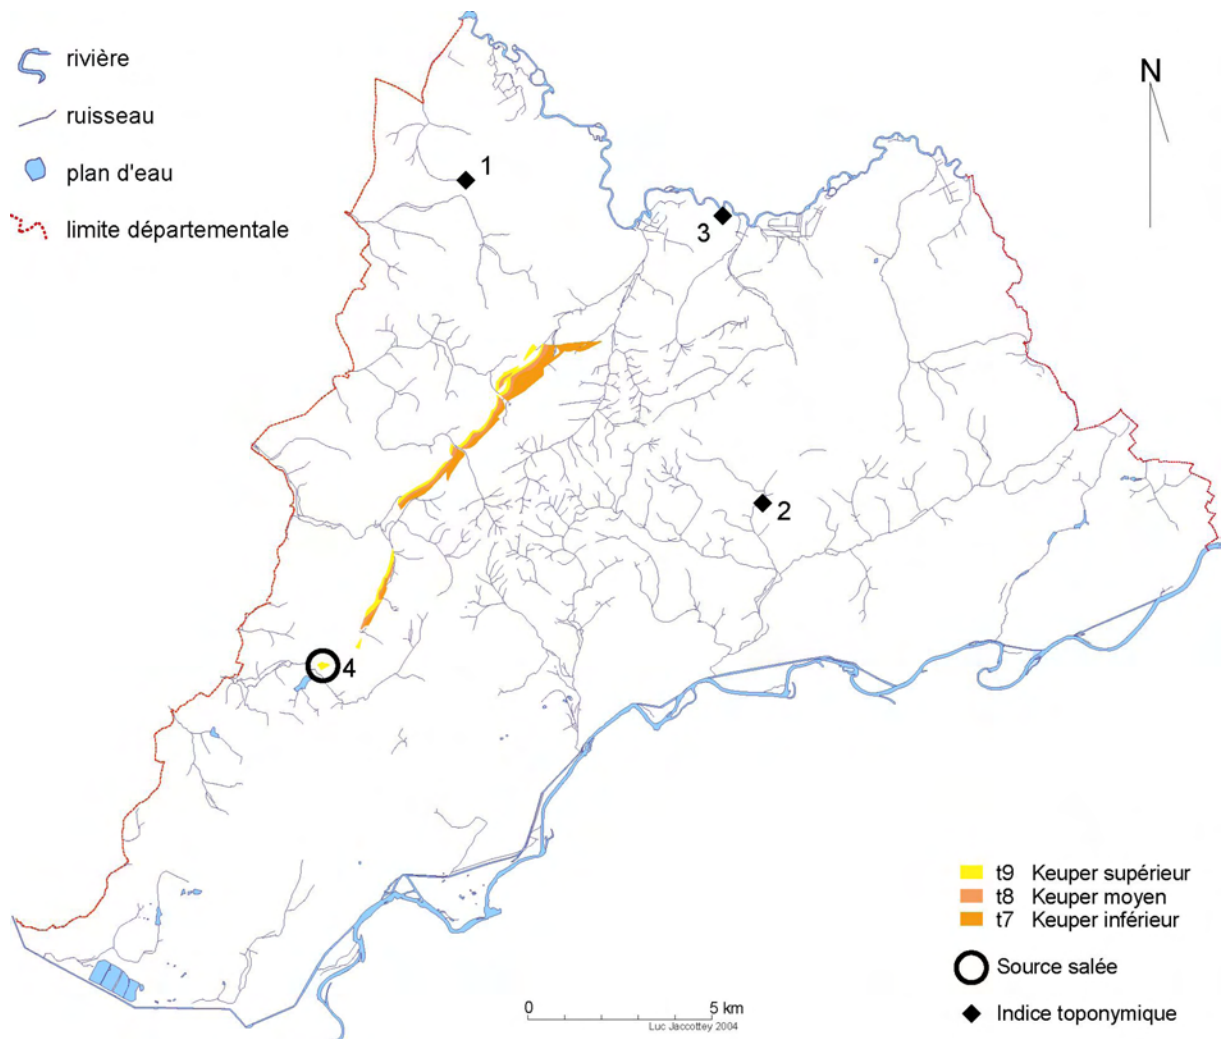 rivière
ruisseau
plan d'eau
limite départementale
N
1
3
2
4
t9 Keuper supérieur
t8 Keuper moyen
t7 Keuper inférieur
Source salée
Indice toponymique
0 5 km
Luc Jaccottey 2004